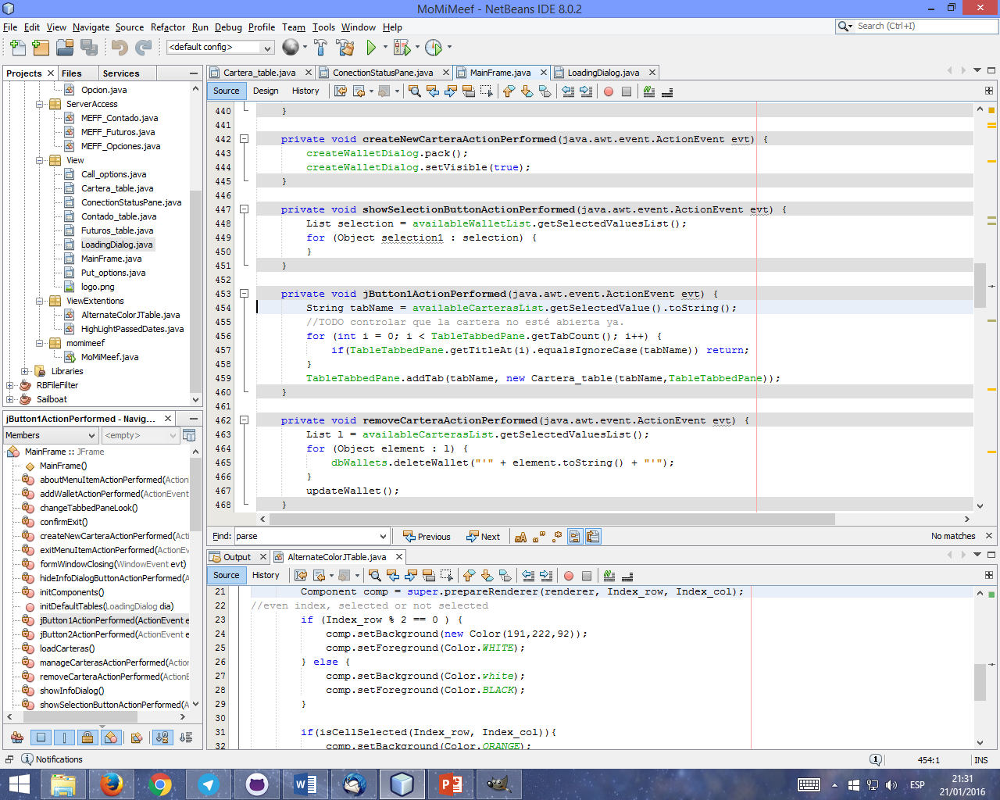 MoMiMeef - NetBeans IDE 8.0.2
File Edit View Navigate Source Refactor Run Debug Profile Team Tools Window Help
Search (Ctrl+I)
<default config>
Projects Files Services
Opcion.java
ServerAccess
MEFF_Contado.java
MEFF_Futuros.java
MEFF_Opciones.java
View
Call_options.java
Cartera_table.java
ConectionStatusPane.java
Contado_table.java
Futuros_table.java
LoadingDialog.java
MainFrame.java
Put_options.java
logo.png
ViewExtentions
AlternateColorJTable.java
HighLightPassedDates.java
momimeef
MoMiMeef.java
Libraries
RBFileFilter
Sailboat
jButton1ActionPerformed - Navig...
Members <empty>
MainFrame :: JFrame
MainFrame()
aboutMenuItemActionPerformed(Action
addWalletActionPerformed(ActionEvent
changeTabbedPaneLook()
confirmExit()
createNewCarteraActionPerformed(Acti
exitMenuItemActionPerformed(ActionEv
formWindowClosing(WindowEvent evt)
hideInfoDialogButtonActionPerformed(A
initComponents()
initDefaultTables(LoadingDialog dia)
jButton1ActionPerformed(ActionEvent e
jButton2ActionPerformed(ActionEvent e
loadCarteras()
manageCarterasActionPerformed(Action
removeCarteraActionPerformed(ActionE
showInfoDialog()
showSelectionButtonActionPerformed(A
Cartera_table.java ConectionStatusPane.java MainFrame.java LoadingDialog.java
Source Design History
440 }
441
442 private void createNewCarteraActionPerformed(java.awt.event.ActionEvent evt) {
443 createWalletDialog.pack();
444 createWalletDialog.setVisible(true);
445 }
446
447 private void showSelectionButtonActionPerformed(java.awt.event.ActionEvent evt) {
448 List selection = availableWalletList.getSelectedValuesList();
449 for (Object selection1 : selection) {
450 }
451 }
452
453 private void jButton1ActionPerformed(java.awt.event.ActionEvent evt) {
454 String tabName = availableCarterasList.getSelectedValue().toString();
455 //TODO controlar que la cartera no esté abierta ya.
456 for (int i = 0; i < TableTabbedPane.getTabCount(); i++) {
457 if(TableTabbedPane.getTitleAt(i).equalsIgnoreCase(tabName)) return;
458 }
459 TableTabbedPane.addTab(tabName, new Cartera_table(tabName,TableTabbedPane));
460 }
461
462 private void removeCarteraActionPerformed(java.awt.event.ActionEvent evt) {
463 List l = availableCarterasList.getSelectedValuesList();
464 for (Object element : l) {
465 dbWallets.deleteWallet("'" + element.toString() + "'");
466 }
467 updateWallet();
468 }
Find: parse Previous Next No matches
Output AlternateColorJTable.java
Source History
21 Component comp = super.prepareRenderer(renderer, Index_row, Index_col);
22 //even index, selected or not selected
23 if (Index_row % 2 == 0 ) {
24 comp.setBackground(new Color(191,222,92));
25 comp.setForeground(Color.WHITE);
26 } else {
27 comp.setBackground(Color.white);
28 comp.setForeground(Color.BLACK);
29 }
30
31 if(isCellSelected(Index_row, Index_col)){
32 comp.setBackground(Color.ORANGE);
Notifications 1 454:1 INS
ESP
21:31
21/01/2016